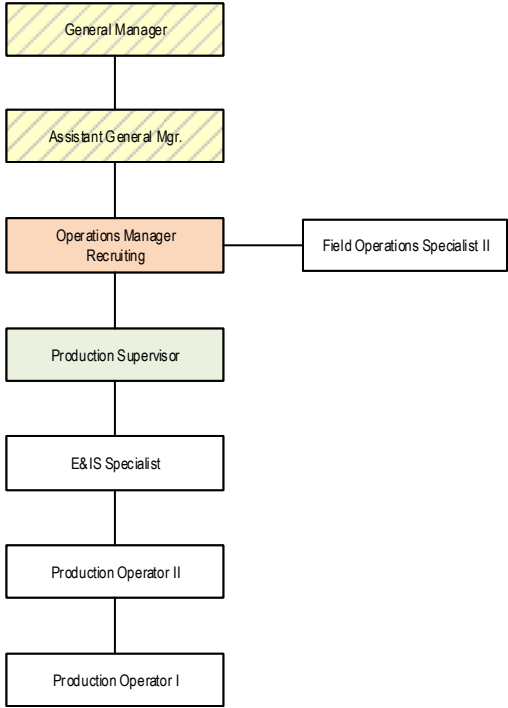 General Manager
Assistant General Mgr.
Operations Manager
Recruiting
Field Operations Specialist II
Production Supervisor
E&IS Specialist
Production Operator II
Production Operator I